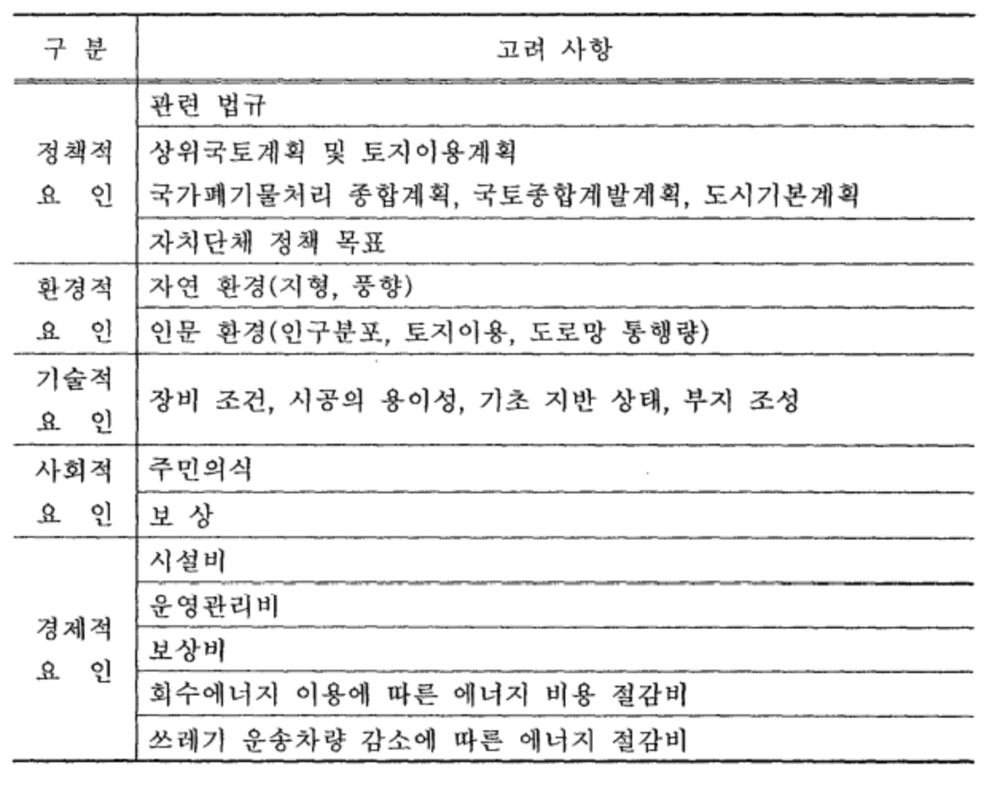 구 분 고려 사항
관련 법규
정책적 상위국토계획 및 토지이용계획
요 인 국가폐기물처리 종합계획, 국토종합계발계획, 도시기본계획
자치단체 정책 목표
환경적 자연 환경(지형, 풍향)
요 인 인문 환경(인구분포, 토지이용, 도로망 통행량)
기술적
요 인
장비 조건, 시공의 용이성, 기초 지반 상태, 부지 조성
사회적 주민의식
요 인 보 상
시설비
운영관리비
경제적
요 인
보상비
회수에너지 이용에 따른 에너지 비용 절감비
쓰레기 운송차량 감소에 따른 에너지 절감비